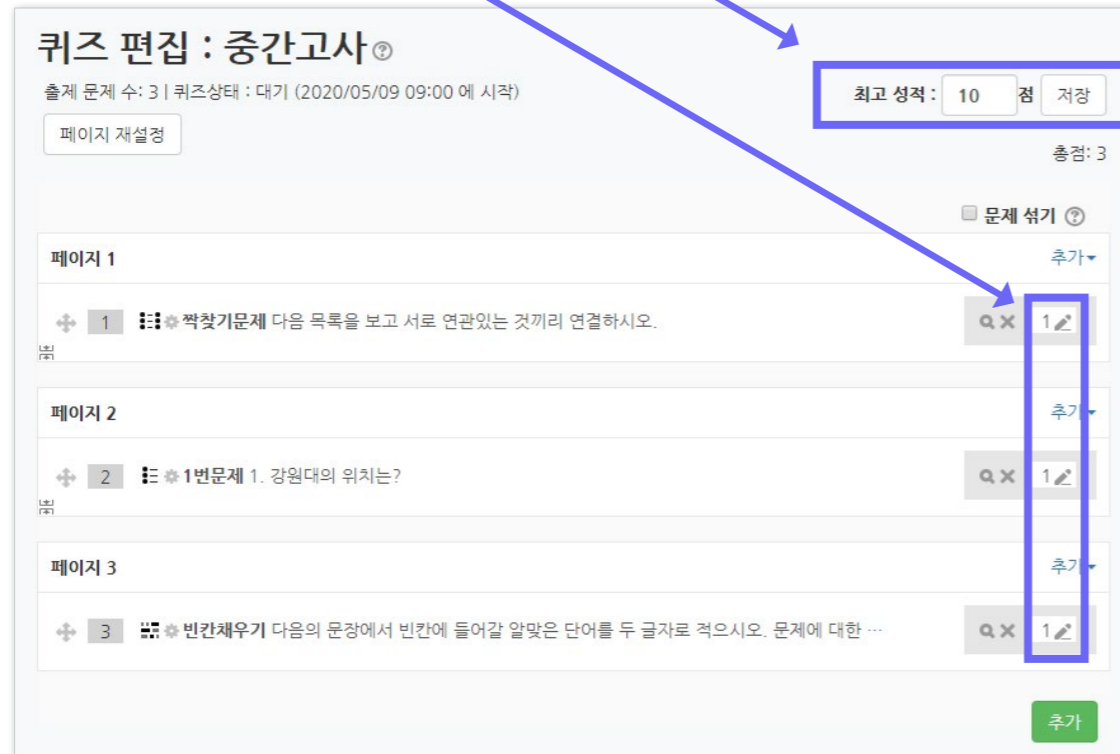 퀴즈 편집 : 중간고사
출제 문제 수: 3 | 퀴즈상태 : 대기 (2020/05/09 09:00 에 시작)
최고 성적 : 10 점 저장
페이지 재설정
총점: 3
문제 섞기
페이지 1 추가
1 짝찾기문제 다음 목록을 보고 서로 연관있는 것끼리 연결하시오. 1
페이지 2 추가
2 1번문제 1. 강원대의 위치는? 1
페이지 3 추가
3 빈칸채우기 다음의 문장에서 빈칸에 들어갈 알맞은 단어를 두 글자로 적으시오. 문제에 대한 … 1
추가